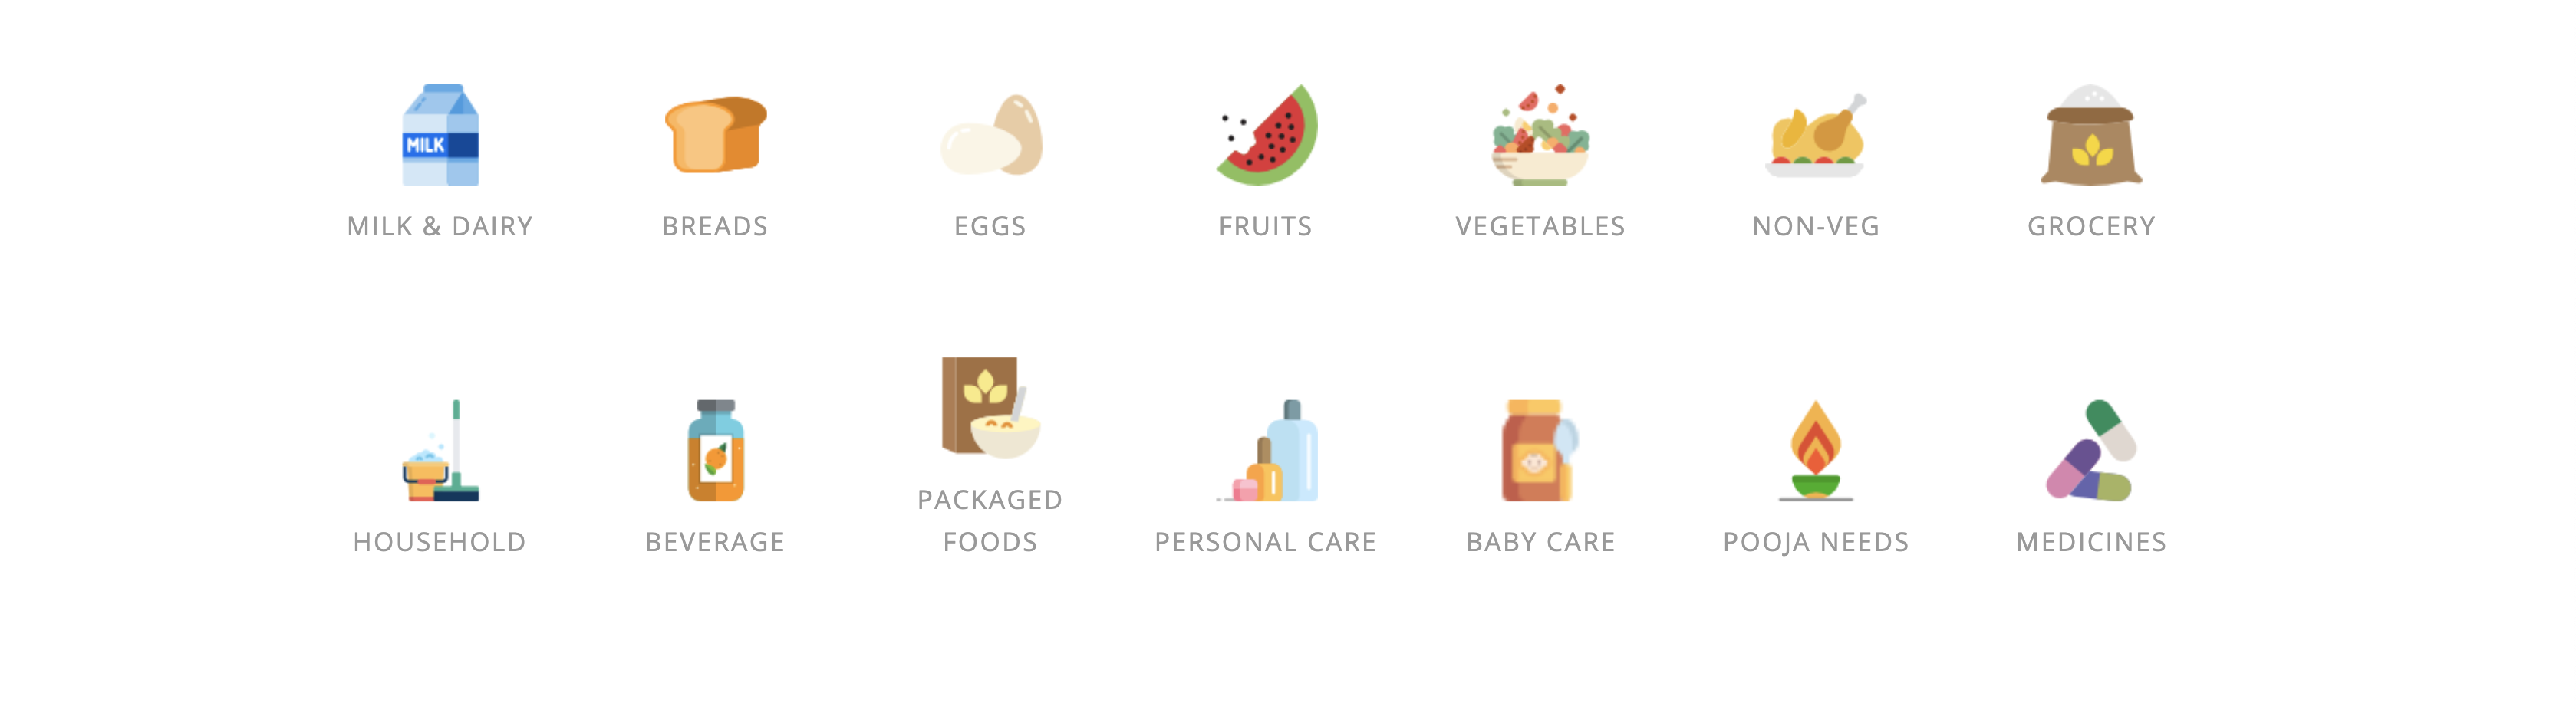 MILK
MILK & DAIRY
BREADS
EGGS
FRUITS
VEGETABLES
NON-VEG
GROCERY
HOUSEHOLD
BEVERAGE
PACKAGED
FOODS
PERSONAL CARE
BABY CARE
POOJA NEEDS
MEDICINES